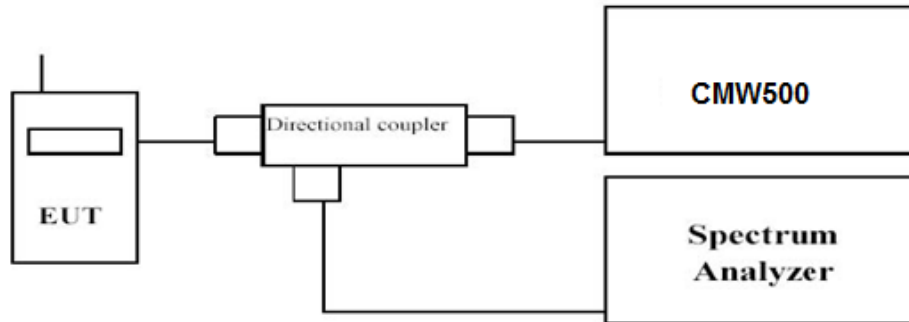 CMW500
Directional coupler
EUT
Spectrum
Analyzer